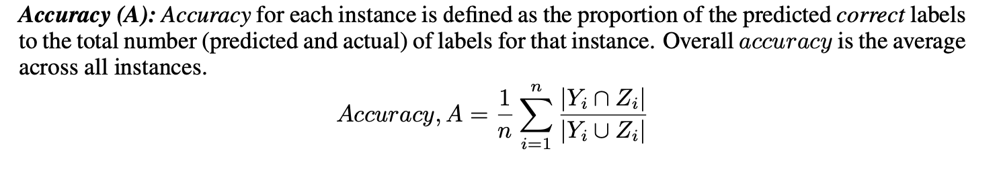 Accuracy (A): Accuracy for each instance is defined as the proportion of the predicted correct labels
to the total number (predicted and actual) of labels for that instance. Overall accuracy is the average
across all instances.
Accuracy, A = \frac{1}{n} \sum_{i=1}^{n} \frac{|Y_i \cap Z_i|}{|Y_i \cup Z_i|}